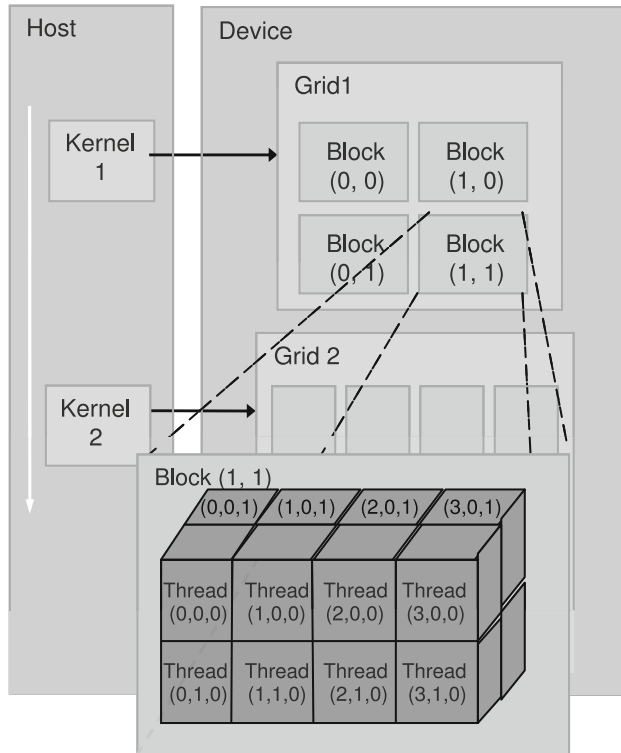 Host
Device
Grid1
Kernel
1
Block
(0, 0)
Block
(1, 0)
Block
(0, 1)
Block
(1, 1)
Grid 2
Kernel
2
Block (1, 1)
(0,0,1)
(1,0,1)
(2,0,1)
(3,0,1)
Thread
(0,0,0)
Thread
(1,0,0)
Thread
(2,0,0)
Thread
(3,0,0)
Thread
(0,1,0)
Thread
(1,1,0)
Thread
(2,1,0)
Thread
(3,1,0)